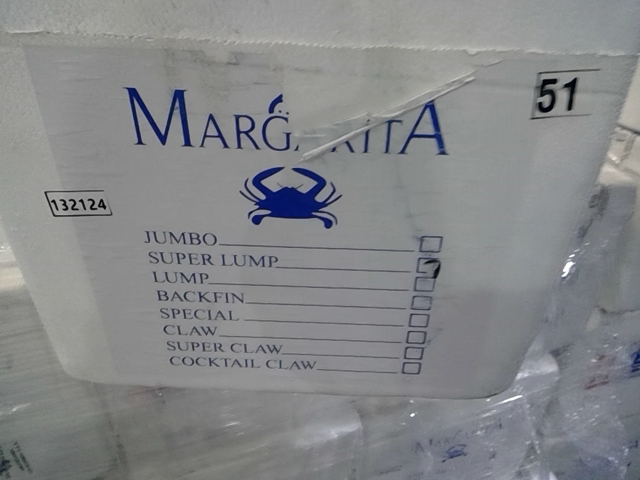 MARGARITA
51
132124
JUMBO
SUPER LUMP
LUMP
BACKFIN
SPECIAL
CLAW
SUPER CLAW
COCKTAIL CLAW